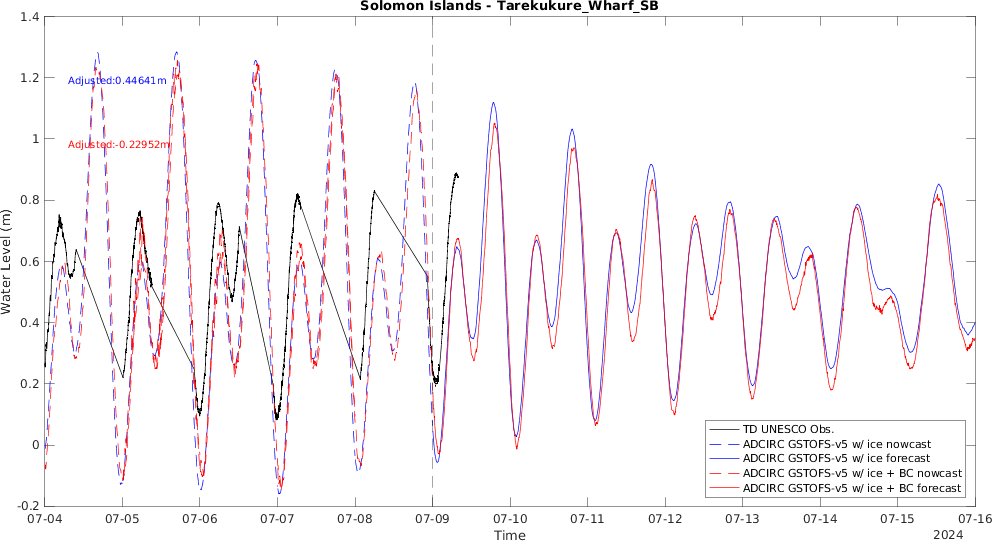 Solomon Islands - Tarekukure_Wharf_SB
1.4
1.2
1
0.8
0.6
0.4
0.2
0
-0.2
Water Level (m)
Adjusted:0.44641m
Adjusted:-0.22952m
TD UNESCO Obs.
ADCIRC GSTOFS-v5 w/ ice nowcast
ADCIRC GSTOFS-v5 w/ ice forecast
ADCIRC GSTOFS-v5 w/ ice + BC nowcast
ADCIRC GSTOFS-v5 w/ ice + BC forecast
07-04 07-05 07-06 07-07 07-08 07-09 07-10 07-11 07-12 07-13 07-14 07-15 07-16
Time
2024